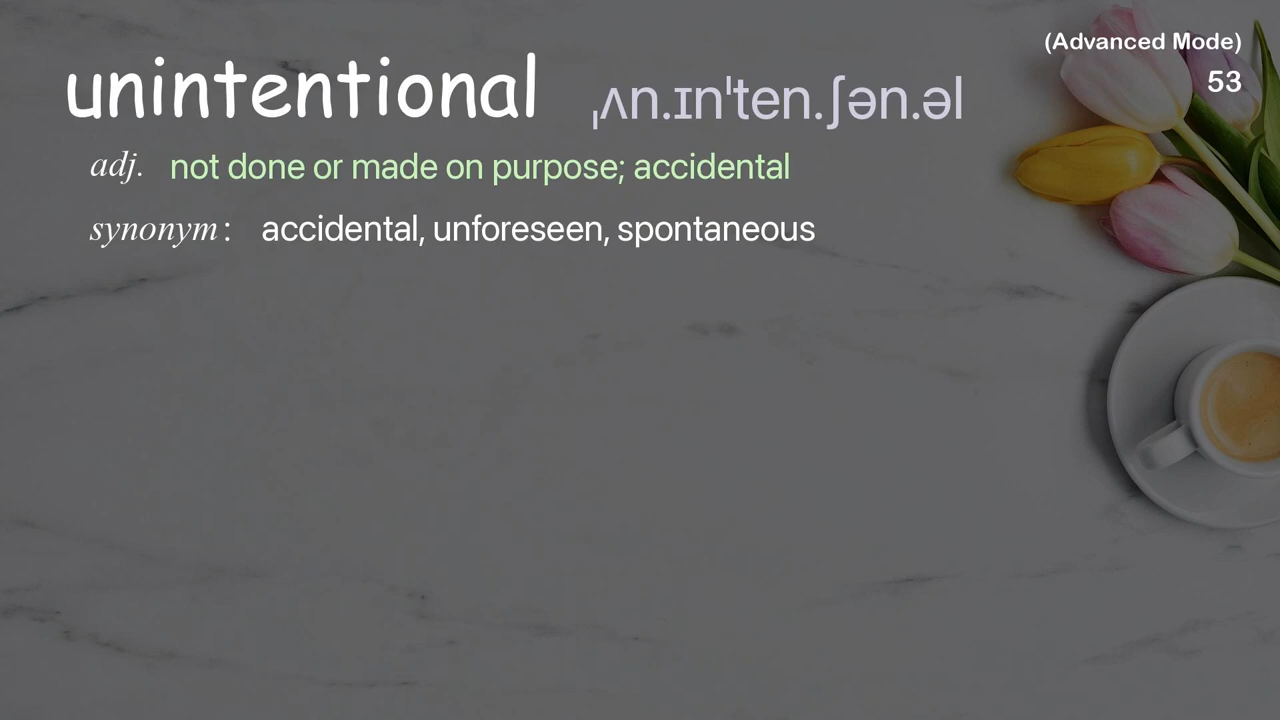 (Advanced Mode)
53
unintentional ˌʌn.ɪnˈten.ʃən.əl
adj. not done or made on purpose; accidental
synonym: accidental, unforeseen, spontaneous